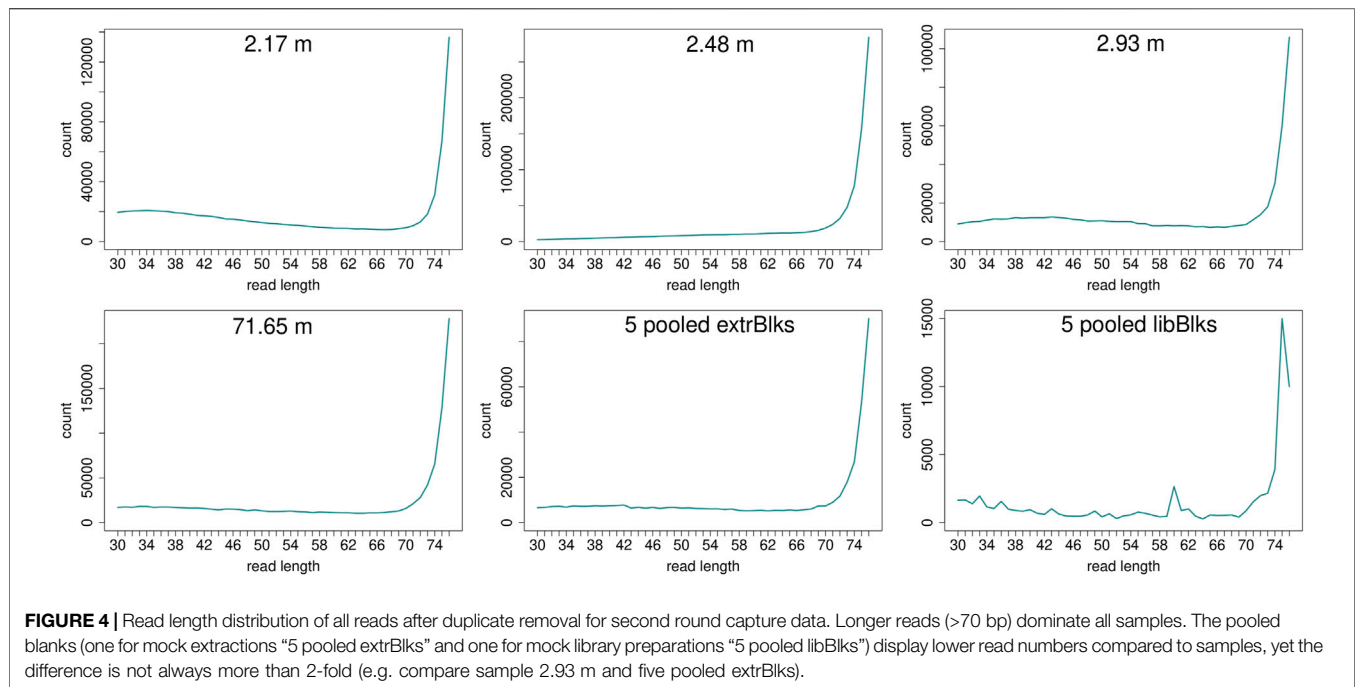 2.17 m
count
0
40000
80000
120000
30 34 38 42 46 50 54 58 62 66 70 74
read length
2.48 m
count
0
100000
200000
30 34 38 42 46 50 54 58 62 66 70 74
read length
2.93 m
count
0
20000
60000
100000
30 34 38 42 46 50 54 58 62 66 70 74
read length
71.65 m
count
0
50000
150000
30 34 38 42 46 50 54 58 62 66 70 74
read length
5 pooled extrBlks
count
0
20000
60000
30 34 38 42 46 50 54 58 62 66 70 74
read length
5 pooled libBlks
count
0
5000
10000
15000
30 34 38 42 46 50 54 58 62 66 70 74
read length
FIGURE 4 | Read length distribution of all reads after duplicate removal for second round capture data. Longer reads (>70 bp) dominate all samples. The pooled
blanks (one for mock extractions “5 pooled extrBlks” and one for mock library preparations “5 pooled libBlks”) display lower read numbers compared to samples, yet the
difference is not always more than 2-fold (e.g. compare sample 2.93 m and five pooled extrBlks).